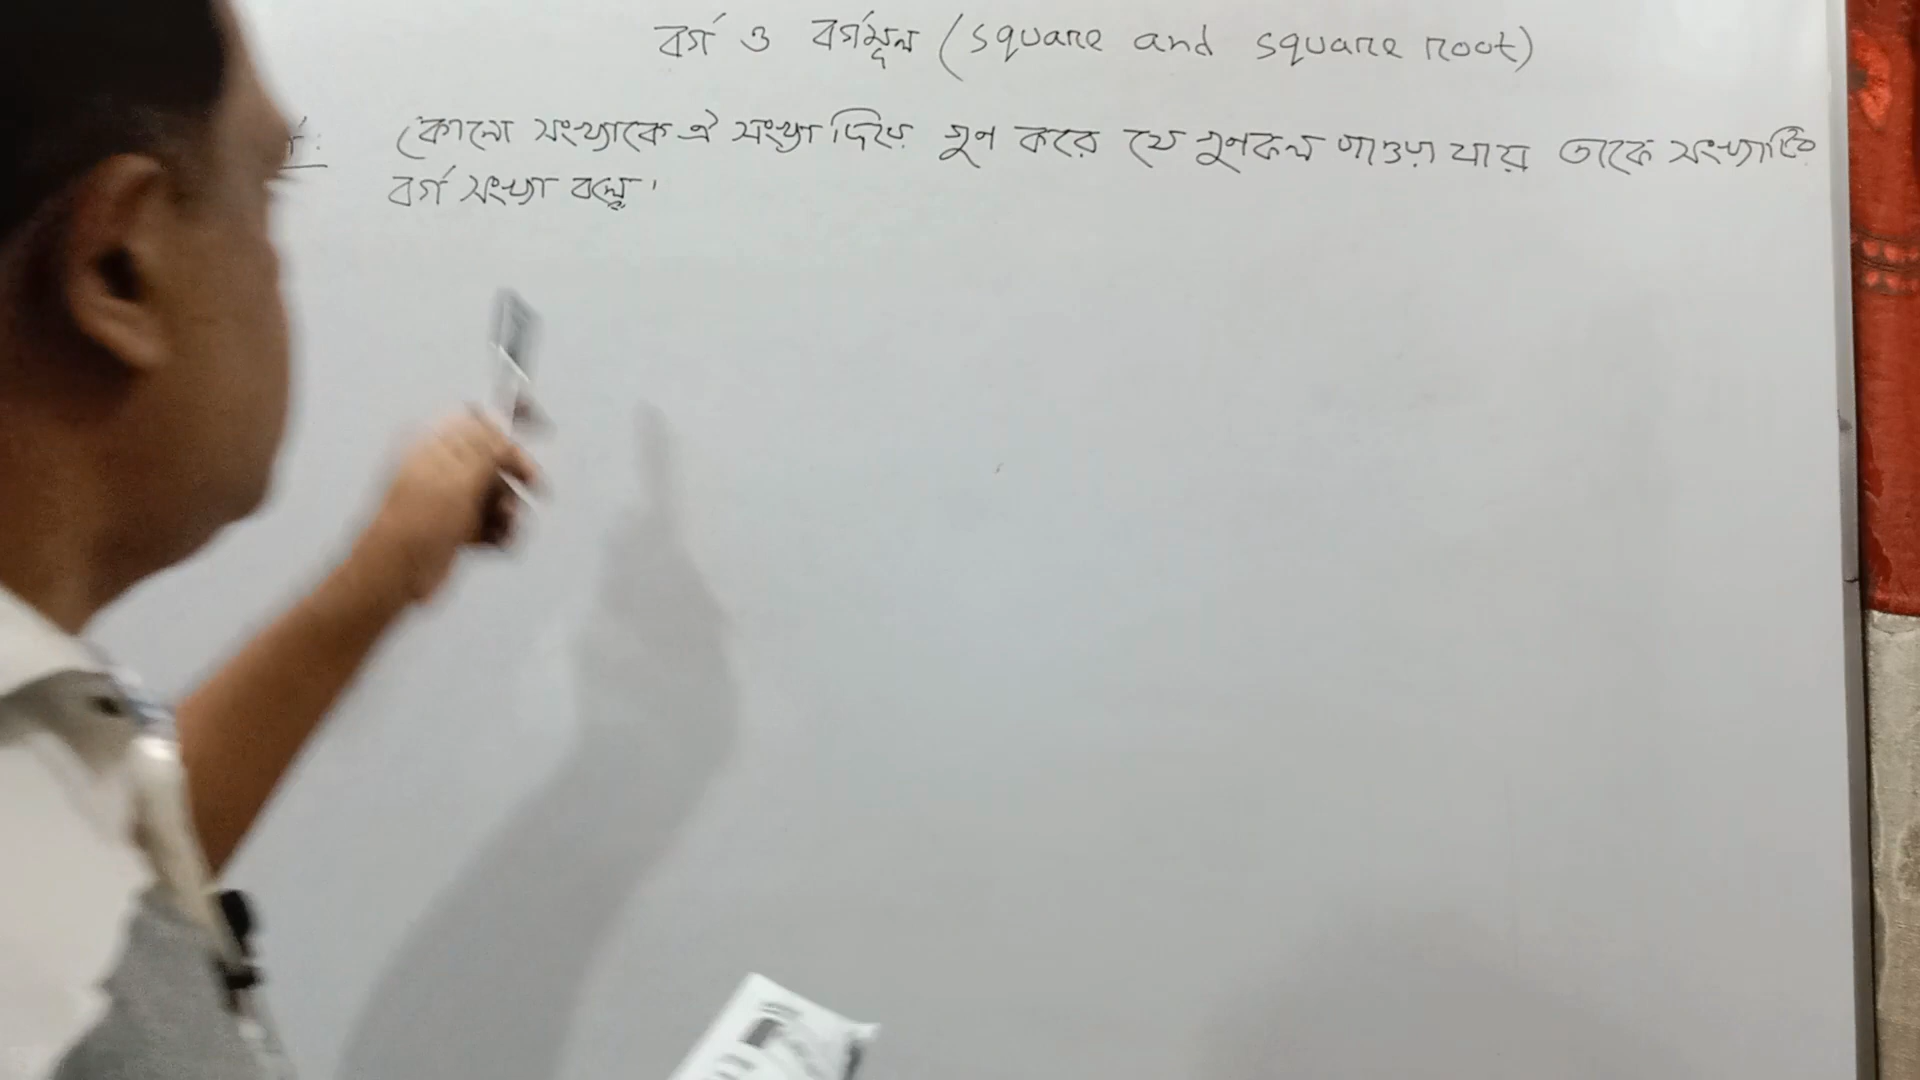 বর্গ ও বর্গমূল (square and square root)
কোনো সংখ্যাকে ঐ সংখ্যা দিয়ে গুণ করে যে গুণফল পাওয়া যায় তাকে সংখ্যাটির
বর্গ সংখ্যা বলে।